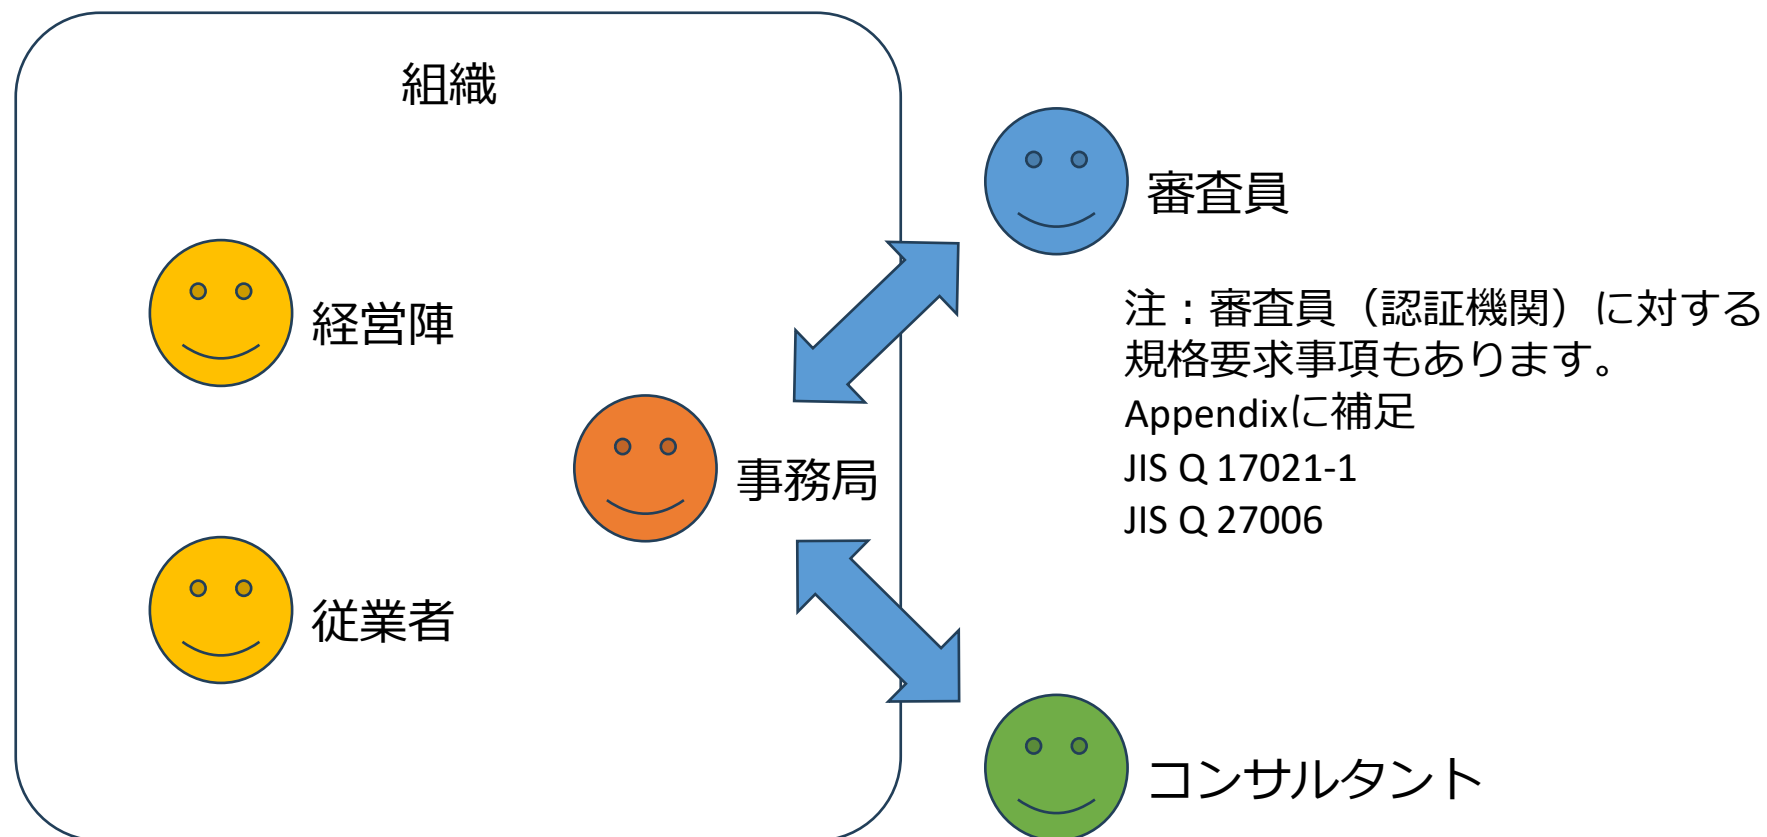 組織
審査員
経営陣
注：審査員（認証機関）に対する
規格要求事項もあります。
Appendixに補足
JIS Q 17021-1
JIS Q 27006
事務局
従業者
コンサルタント